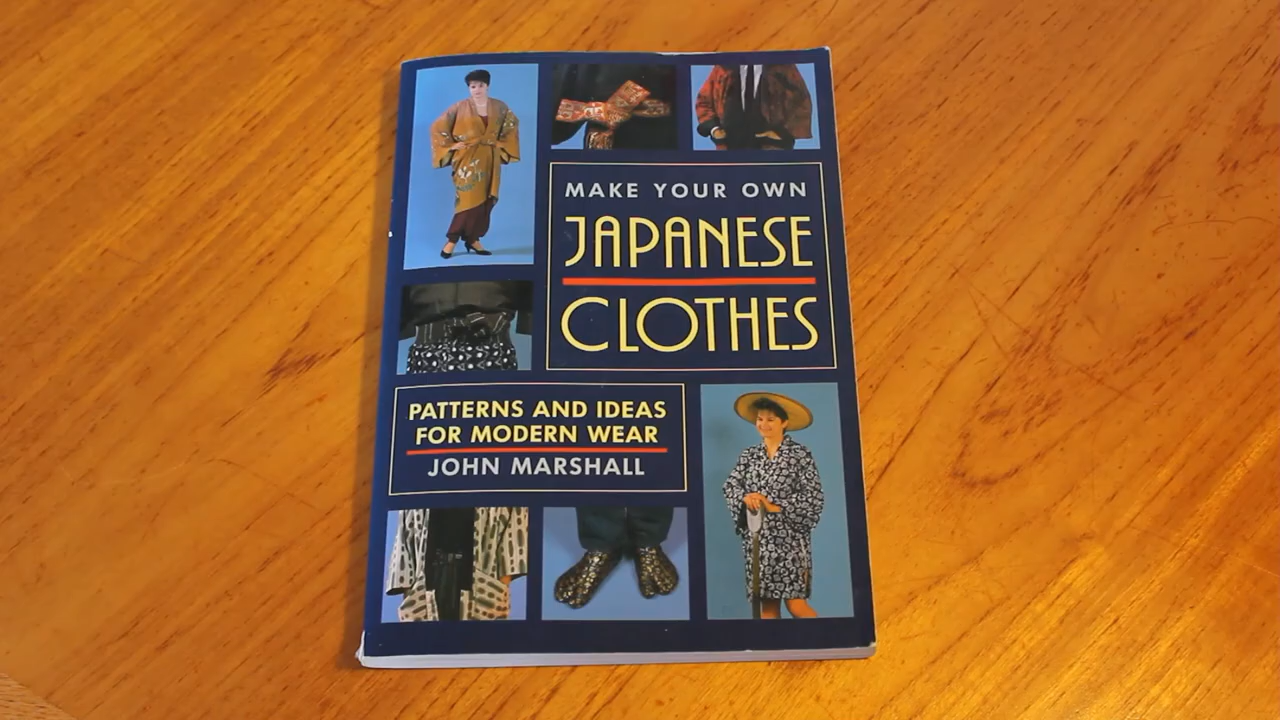 MAKE YOUR OWN
JAPANESE
CLOTHES
PATTERNS AND IDEAS
FOR MODERN WEAR
JOHN MARSHALL